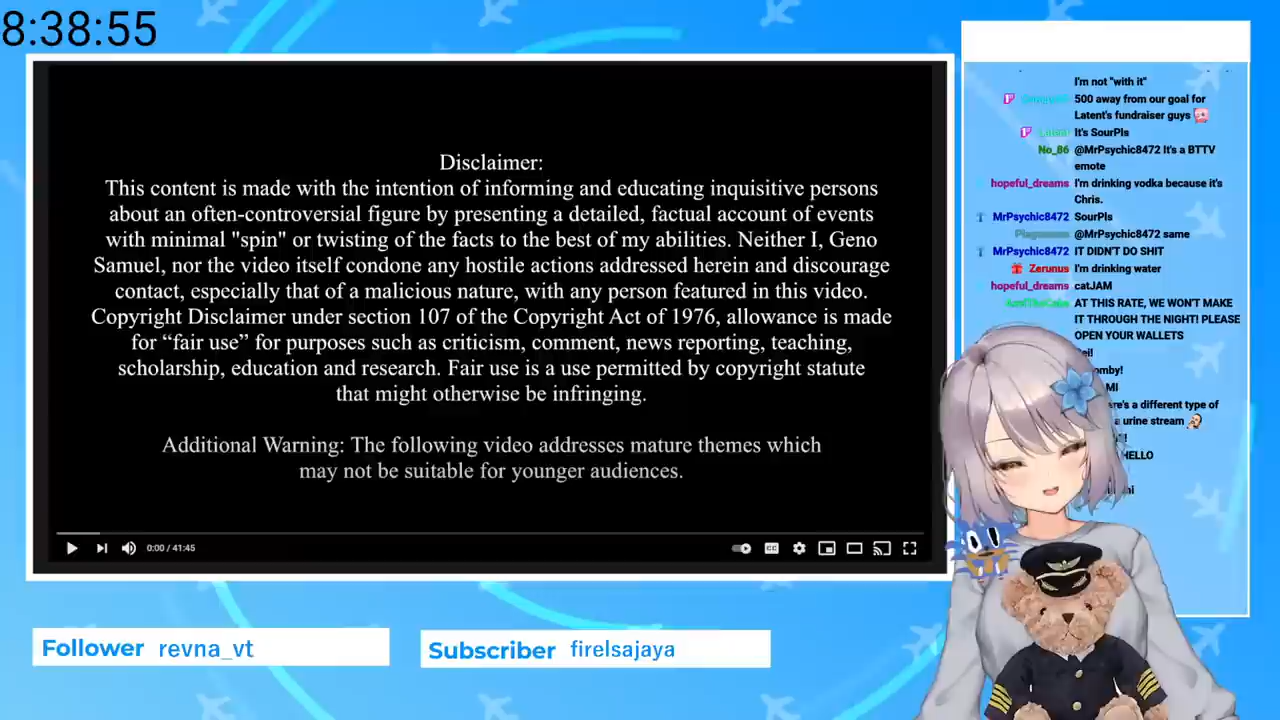 8:38:55
Disclaimer:
This content is made with the intention of informing and educating inquisitive persons
about an often-controversial figure by presenting a detailed, factual account of events
with minimal "spin" or twisting of the facts to the best of my abilities. Neither I, Geno
Samuel, nor the video itself condone any hostile actions addressed herein and discourage
contact, especially that of a malicious nature, with any person featured in this video.
Copyright Disclaimer under section 107 of the Copyright Act of 1976, allowance is made
for “fair use” for purposes such as criticism, comment, news reporting, teaching,
scholarship, education and research. Fair use is a use permitted by copyright statute
that might otherwise be infringing.
Additional Warning: The following video addresses mature themes which
may not be suitable for younger audiences.
0:00 / 41:45
CC
Follower revna_vt
Subscriber firelsajaya
I'm not "with it"
500 away from our goal for
Latent's fundraiser guys
It's SourPls
No_86 @MrPsychic8472 It's a BTTV
emote
hopeful_dreams I'm drinking vodka because it's
Chris.
MrPsychic8472 SourPls
@MrPsychic8472 same
MrPsychic8472 IT DIDN'T DO SHIT
Zerunus I'm drinking water
hopeful_dreams catJAM
AT THIS RATE, WE WON'T MAKE
IT THROUGH THE NIGHT! PLEASE
OPEN YOUR WALLETS
a different type of
a urine stream
HELLO